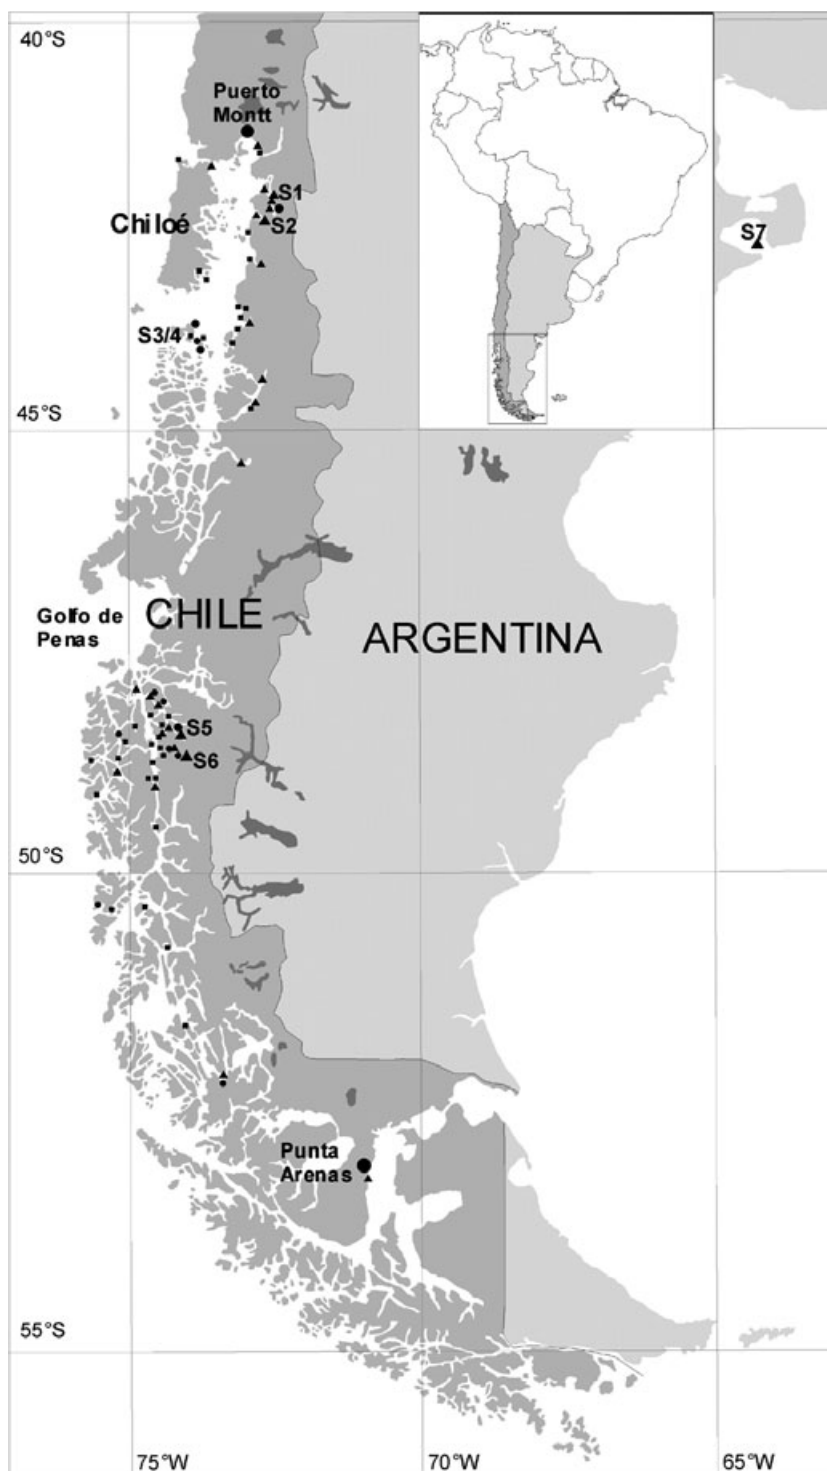 40°S
Puerto
Montt
S1
Chiloé
S2
S7
S3/4
45°S
CHILE
Golfo de
Penas
ARGENTINA
S5
S6
50°S
Punta
Arenas
55°S
75°W
70°W
65°W